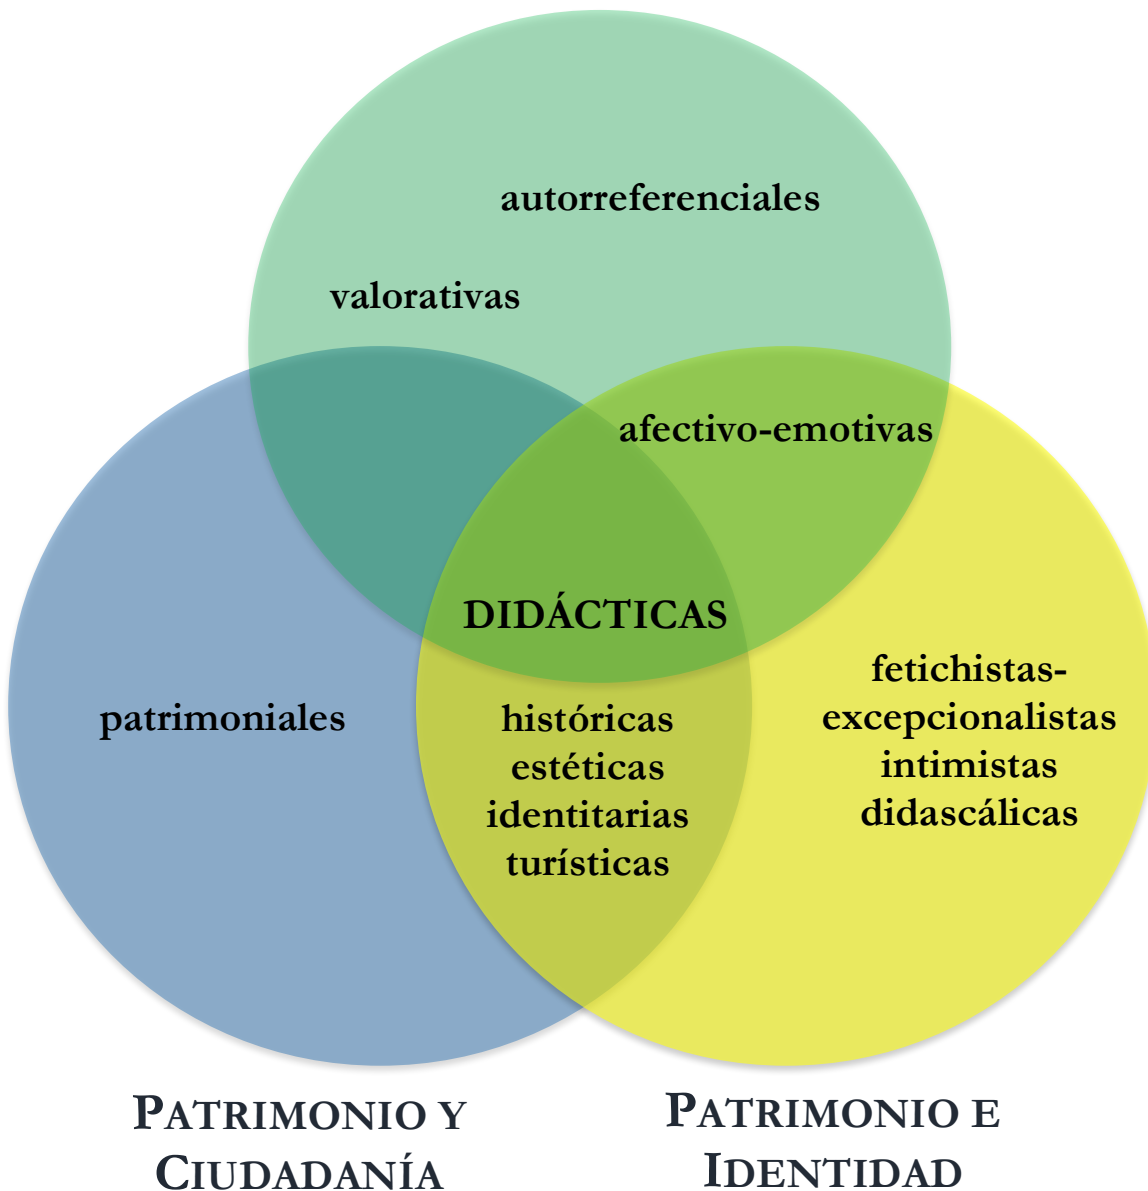 autorreferenciales
valorativas
afectivo-emotivas
DIDÁCTICAS
patrimoniales
históricas
estéticas
identitarias
turísticas
fetichistas-
excepcionalistas
intimistas
didascálicas
PATRIMONIO Y
CIUDADANÍA
PATRIMONIO E
IDENTIDAD